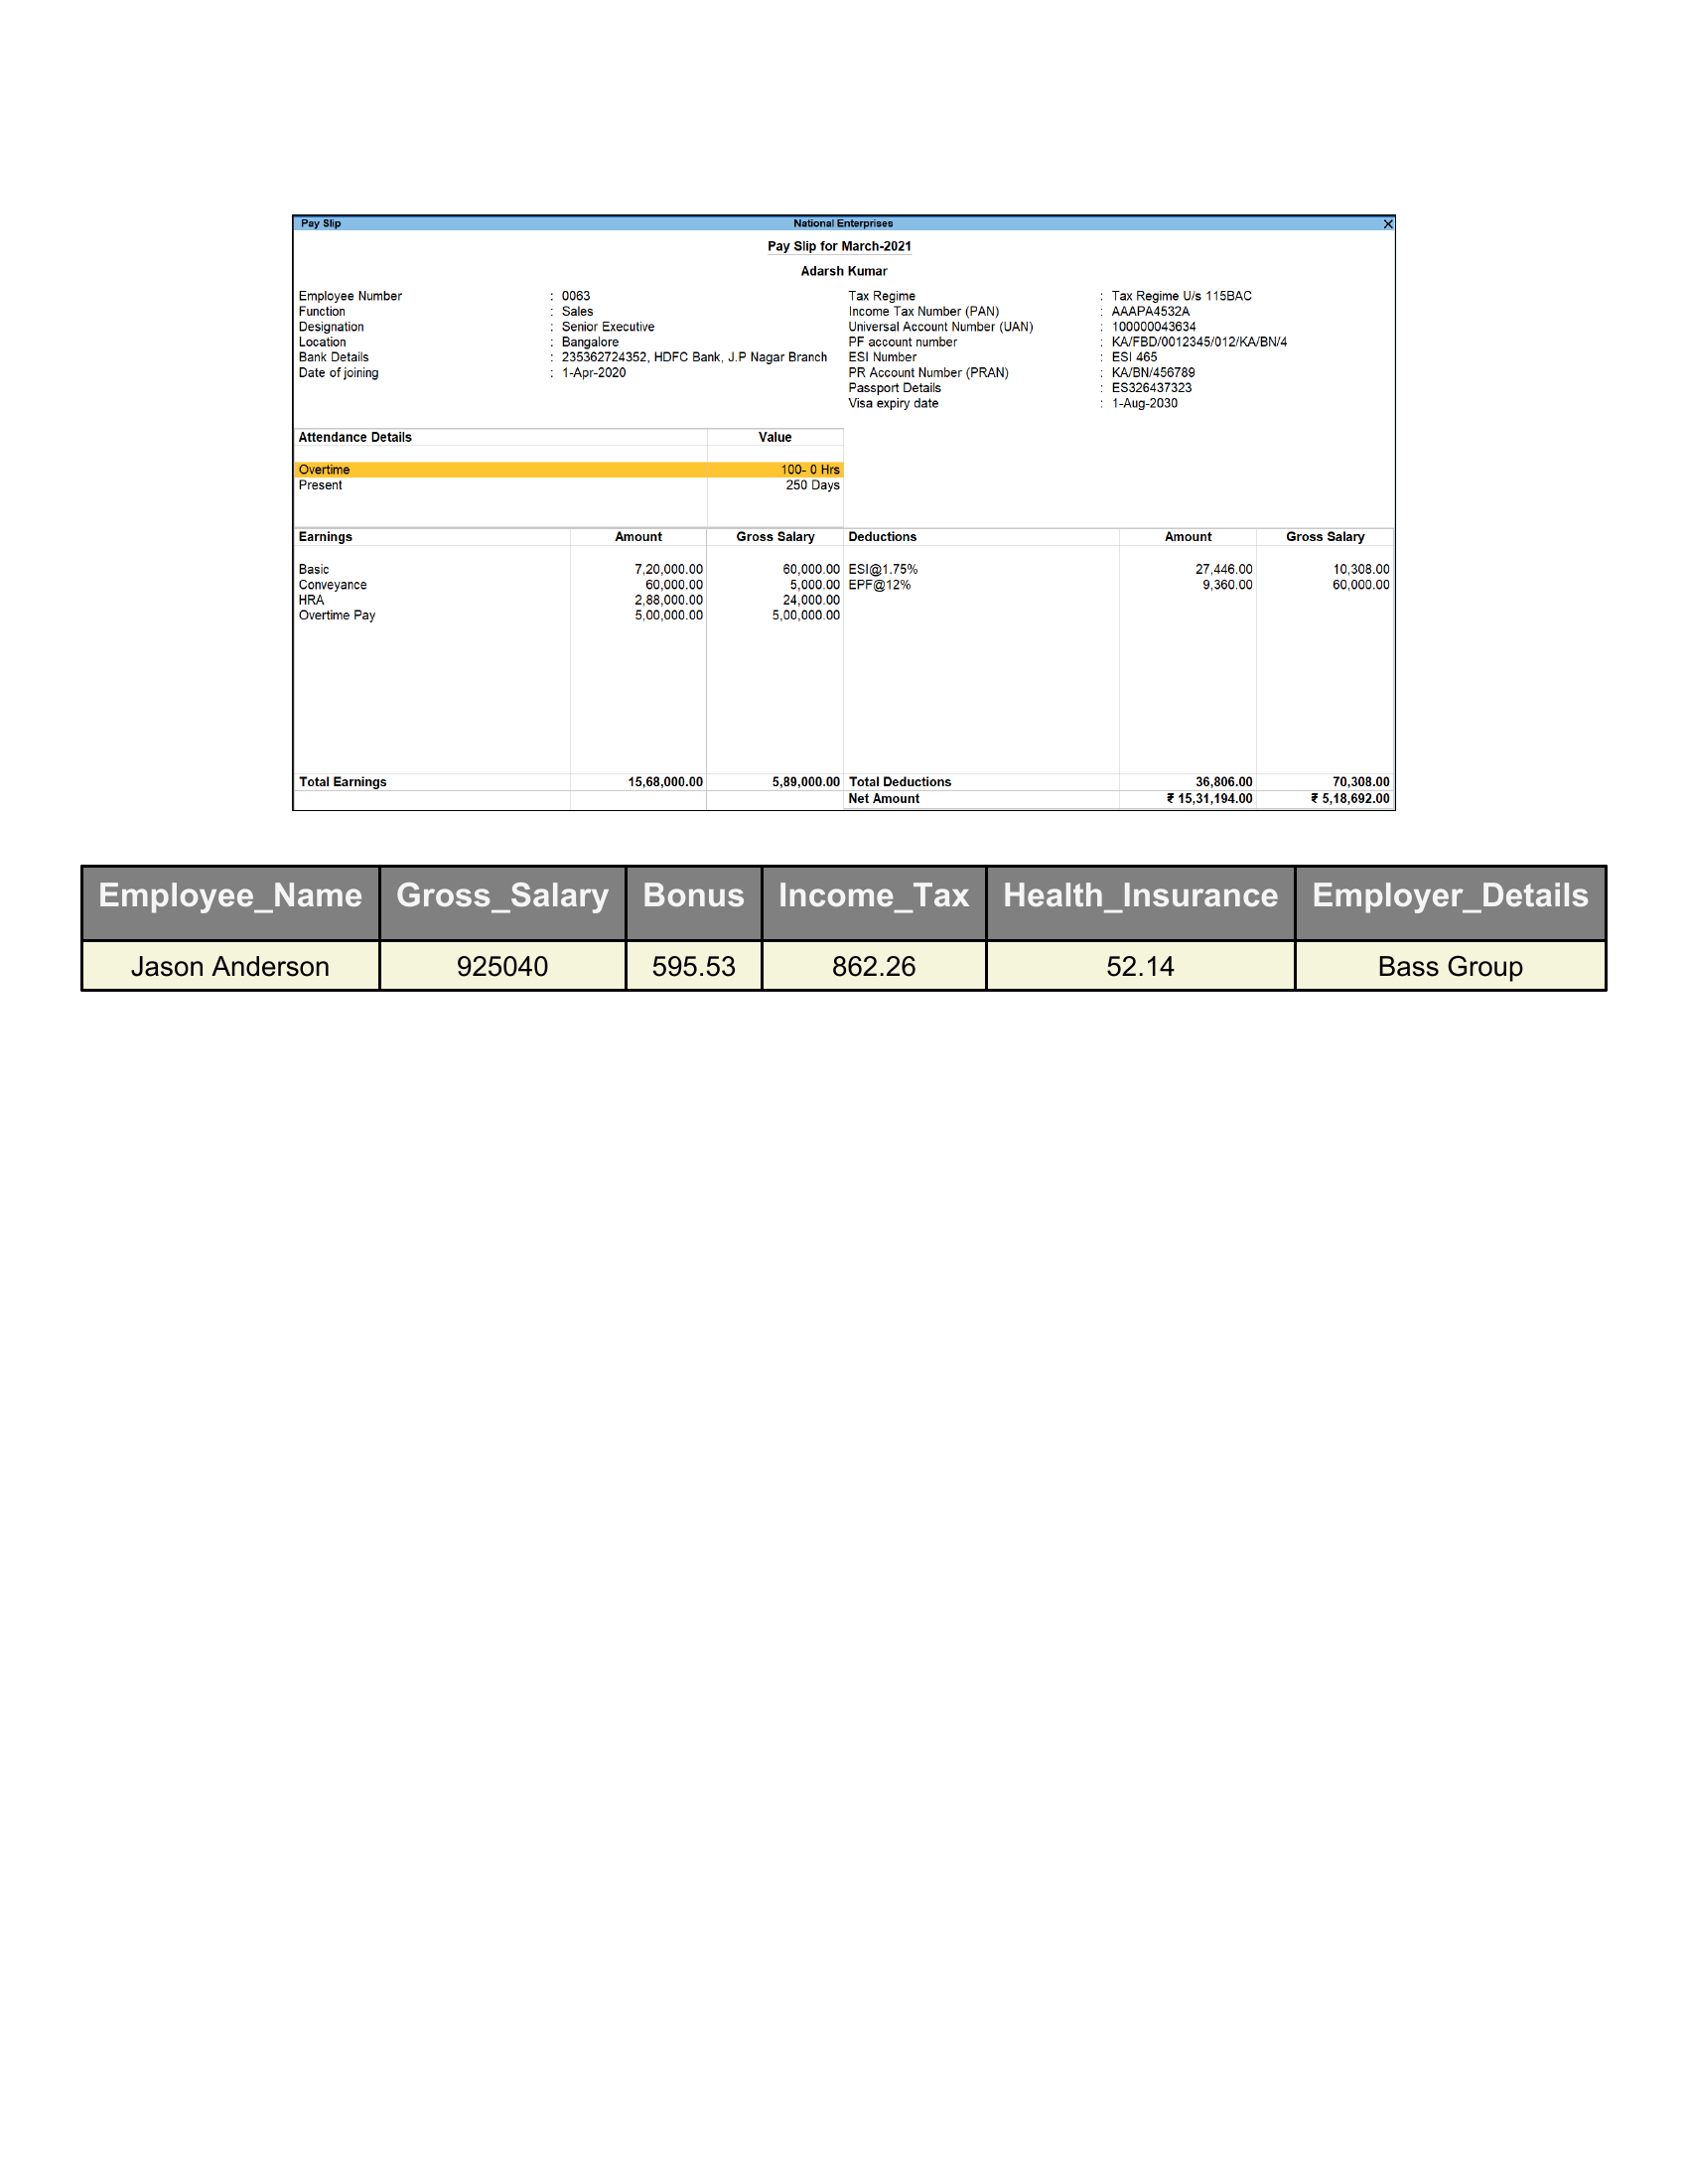 Pay Slip National Enterprises X
Pay Slip for March-2021
Adarsh Kumar
Employee Number : 0063 Tax Regime : Tax Regime U/s 115BAC
Function : Sales Income Tax Number (PAN) : AAAPA4532A
Designation : Senior Executive Universal Account Number (UAN) : 100000043634
Location : Bangalore PF account number : KA/FBD/0012345/012/KA/BN/4
Bank Details : 235362724352, HDFC Bank, J.P Nagar Branch ESI Number : ESI 465
Date of joining : 1-Apr-2020 PR Account Number (PRAN) : KA/BN/456789
Passport Details : ES326437323
Visa expiry date : 1-Aug-2030
Attendance Details Value
Overtime 100- 0 Hrs
Present 250 Days
Earnings Amount Gross Salary Deductions Amount Gross Salary
Basic 7,20,000.00 60,000.00 ESI@1.75% 27,446.00 10,308.00
Conveyance 60,000.00 5,000.00 EPF@12% 9,360.00 60,000.00
HRA 2,88,000.00 24,000.00
Overtime Pay 5,00,000.00 5,00,000.00
Total Earnings 15,68,000.00 5,89,000.00 Total Deductions 36,806.00 70,308.00
Net Amount ₹ 15,31,194.00 ₹ 5,18,692.00
Employee_Name Gross_Salary Bonus Income_Tax Health_Insurance Employer_Details
Jason Anderson 925040 595.53 862.26 52.14 Bass Group